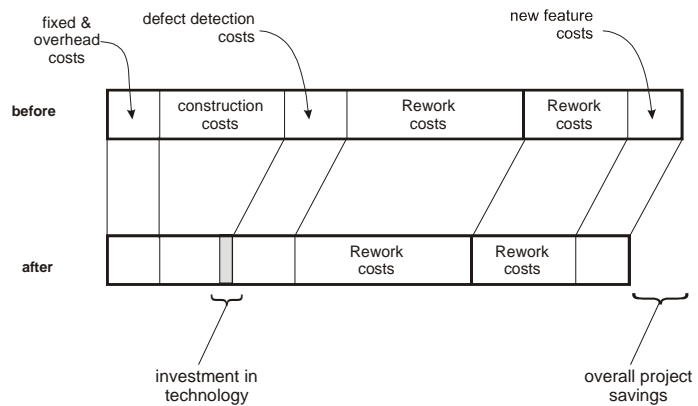 fixed &
overhead
costs
defect detection
costs
new feature
costs
before
construction
costs
Rework
costs
Rework
costs
after
Rework
costs
Rework
costs
investment in
technology
overall project
savings